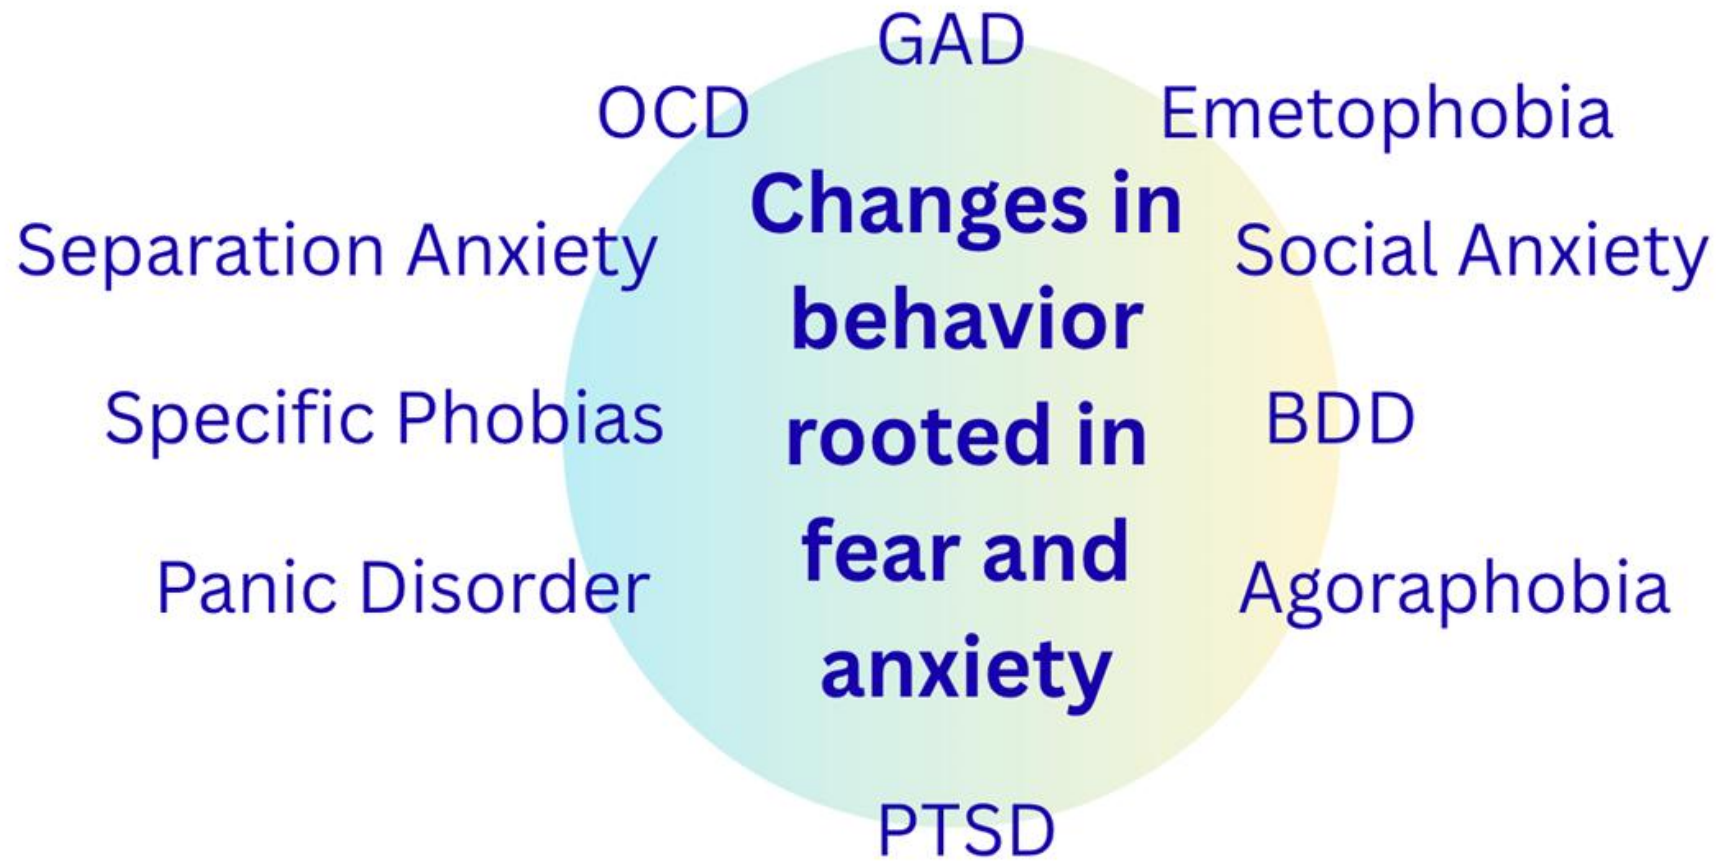 GAD
OCD
Emetophobia
Separation Anxiety
Social Anxiety
Specific Phobias
BDD
Panic Disorder
Agoraphobia
PTSD
Changes in
behavior
rooted in
fear and
anxiety